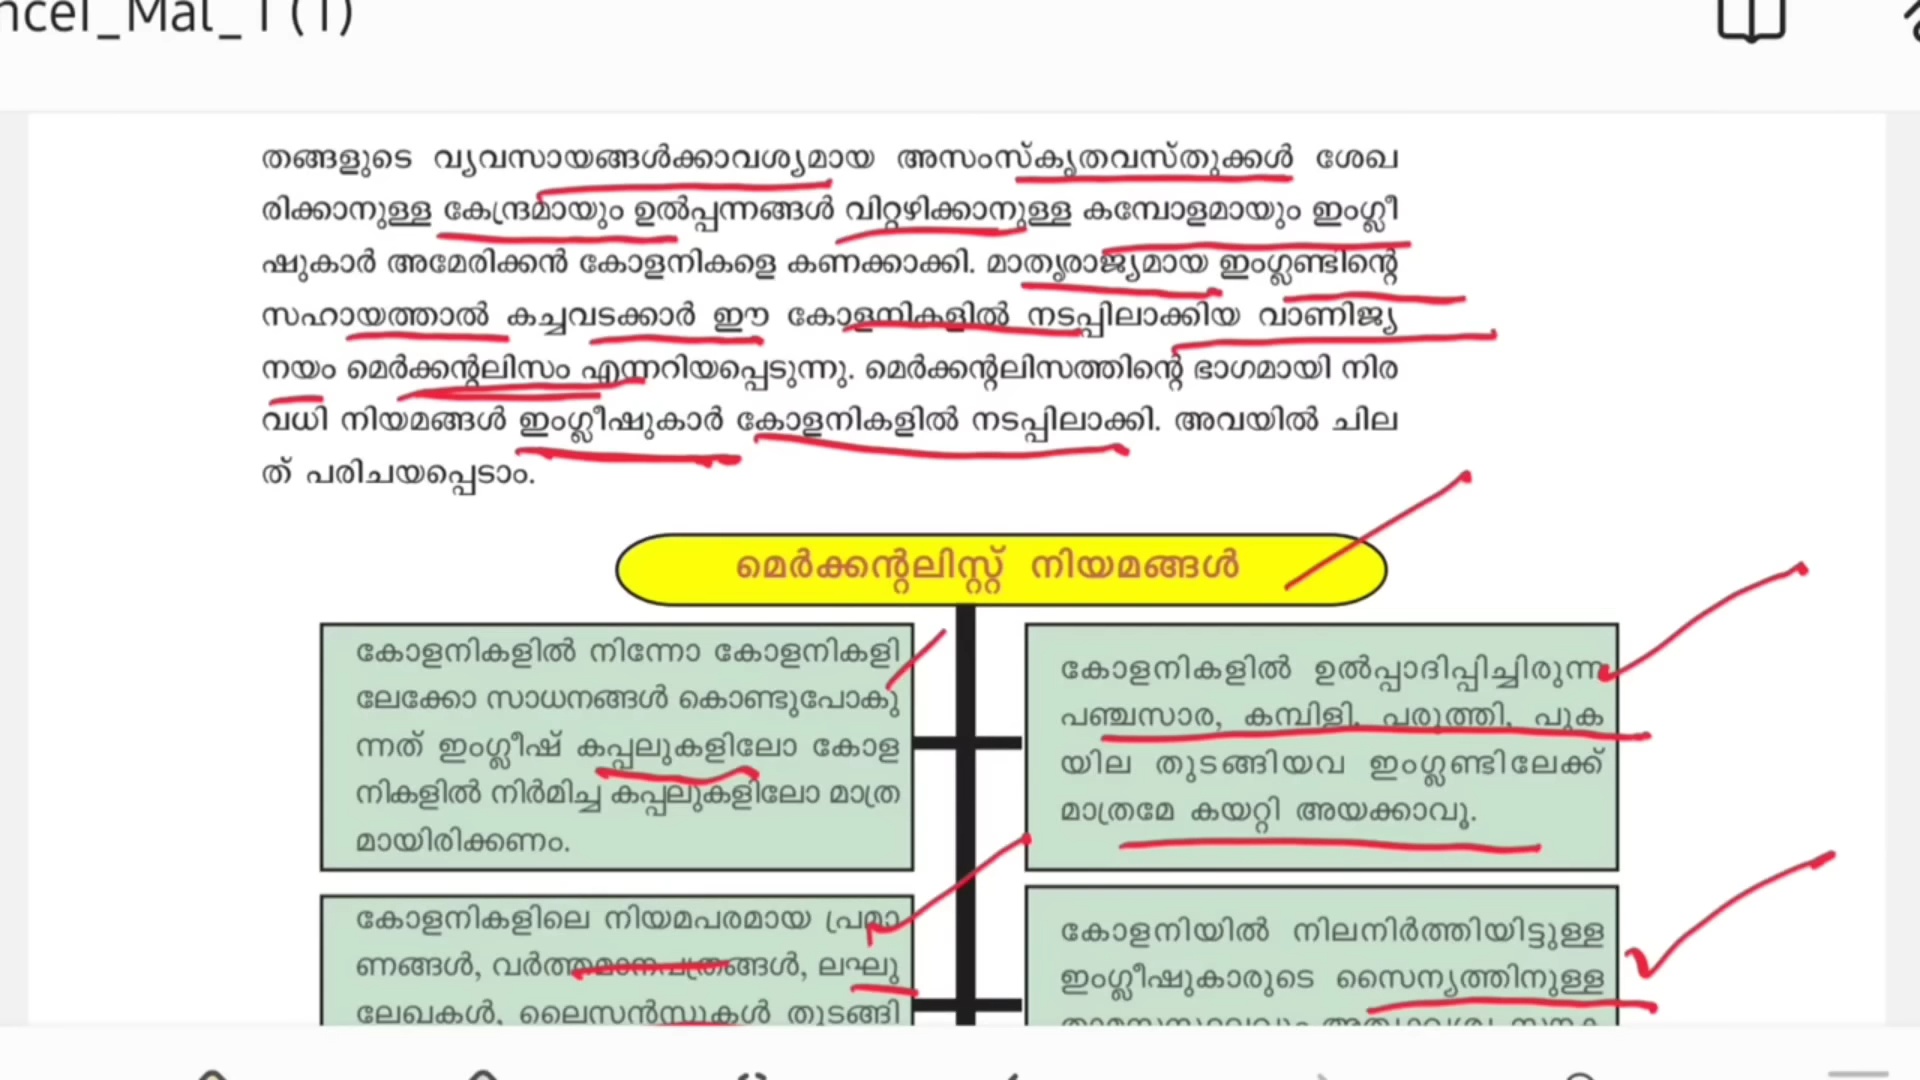 തങ്ങളുടെ വ്യവസായങ്ങൾക്കാവശ്യമായ അസംസ്കൃതവസ്തുക്കൾ ശേഖ
രിക്കാനുള്ള കേന്ദ്രമായും ഉൽപ്പന്നങ്ങൾ വിറ്റഴിക്കാനുള്ള കമ്പോളമായും ഇംഗ്ലീ
ഷുകാർ അമേരിക്കൻ കോളനികളെ കണക്കാക്കി. മാതൃരാജ്യമായ ഇംഗ്ലണ്ടിന്റെ
സഹായത്താൽ കച്ചവടക്കാർ ഈ കോളനികളിൽ നടപ്പിലാക്കിയ വാണിജ്യ
നയം മെർക്കന്റലിസം എന്നറിയപ്പെടുന്നു. മെർക്കന്റലിസത്തിന്റെ ഭാഗമായി നിര
വധി നിയമങ്ങൾ ഇംഗ്ലീഷുകാർ കോളനികളിൽ നടപ്പിലാക്കി. അവയിൽ ചില
ത് പരിചയപ്പെടാം.
മെർക്കന്റലിസ്റ്റ് നിയമങ്ങൾ
കോളനികളിൽ നിന്നോ കോളനികളി
ലേക്കോ സാധനങ്ങൾ കൊണ്ടുപോകു
ന്നത് ഇംഗ്ലീഷ് കപ്പലുകളിലോ കോള
നികളിൽ നിർമിച്ച കപ്പലുകളിലോ മാത്ര
മായിരിക്കണം.
കോളനികളിൽ ഉൽപ്പാദിപ്പിച്ചിരുന്ന
പഞ്ചസാര, കമ്പിളി, പരുത്തി, പുക
യില തുടങ്ങിയവ ഇംഗ്ലണ്ടിലേക്ക്
മാത്രമേ കയറ്റി അയക്കാവൂ.
കോളനികളിലെ നിയമപരമായ പ്രമാ
ണങ്ങൾ, വർത്തമാനപത്രങ്ങൾ, ലഘു
ലേഖകൾ, ലൈസൻസുകൾ തുടങ്ങി
കോളനിയിൽ നിലനിർത്തിയിട്ടുള്ള
ഇംഗ്ലീഷുകാരുടെ സൈന്യത്തിനുള്ള